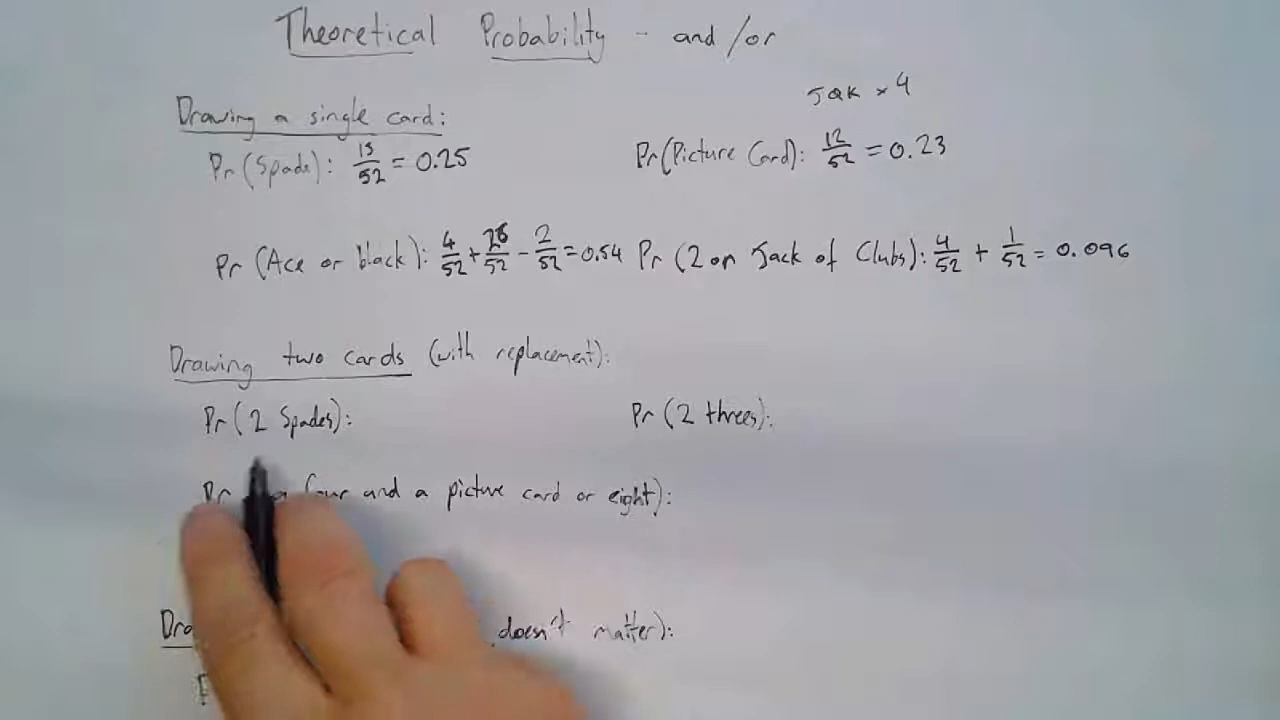 Theoretical Probability - and/or
JQK × 4
Drawing a single card:
Pr(Spade): 13/52 = 0.25
Pr(Picture Card): 12/52 = 0.23
Pr(Ace or black): 4/52 + 26/52 - 2/52 = 0.54
Pr(2 or Jack of Clubs): 4/52 + 1/52 = 0.096
Drawing two cards (with replacement):
Pr(2 Spades):
Pr(2 threes):
Pr and a picture card or eight):
doesn't matter):